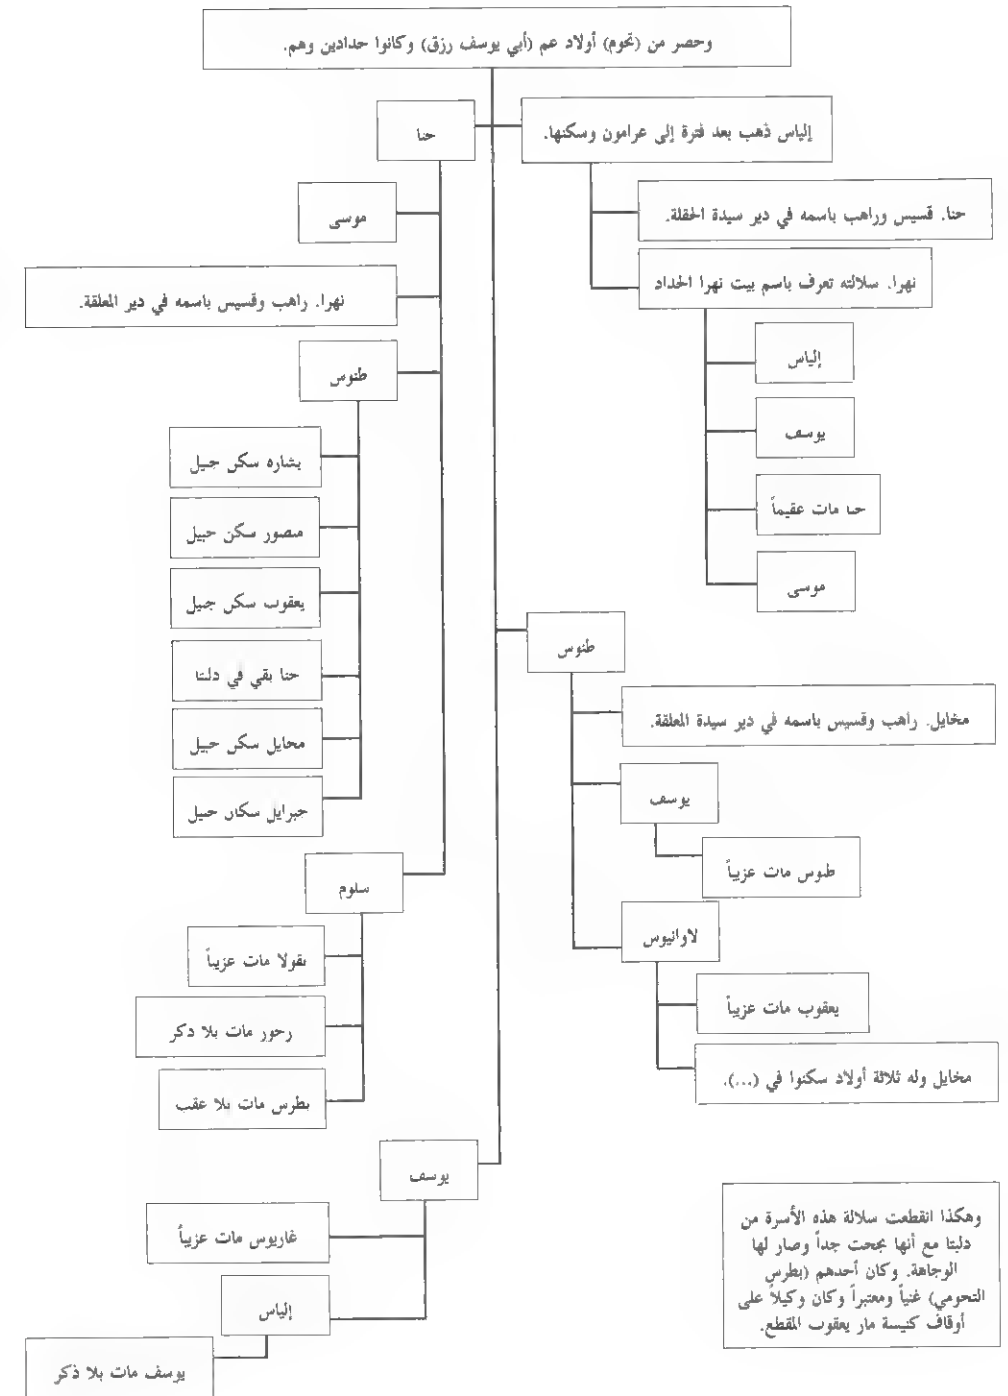 وحصر من (تحوم) أولاد عم (أبي يوسف رزق) وكانوا حدادين وهم.
إلياس ذهب بعد فترة إلى عرامون وسكنها.
حنا. قسيس وراهب باسمه في دير سيدة الحقلة.
نهرا. سلالته تعرف باسم بيت نهرا الحداد
إلياس
يوسف
حنا مات عقيماً
موسى
حنا
موسى
نهرا. راهب وقسيس باسمه في دير المعلقة.
طنوس
بشاره سكن جبيل
منصور سكن جبيل
يعقوب سكن جبيل
حنا بقي في دلبتا
مخايل سكن جبيل
جبرايل سكان جبيل
سلوم
نقولا مات عزيباً
رحور مات بلا ذكر
بطرس مات بلا عقب
طنوس
مخايل. راهب وقسيس باسمه في دير سيدة المعلقة.
يوسف
طنوس مات عزيباً
لاوانيوس
يعقوب مات عزيباً
مخايل وله ثلاثة أولاد سكنوا في (...).
يوسف
غاريوس مات عزيباً
إلياس
يوسف مات بلا ذكر
وهكذا انقطعت سلالة هذه الأسرة من
دلبتا مع أنها نجحت جداً وصار لها
الوجاهة. وكان أحدهم (بطرس
التحومي) غنياً ومعتبراً وكان وكيلاً على
أوقاف كنيسة مار يعقوب المقطع.